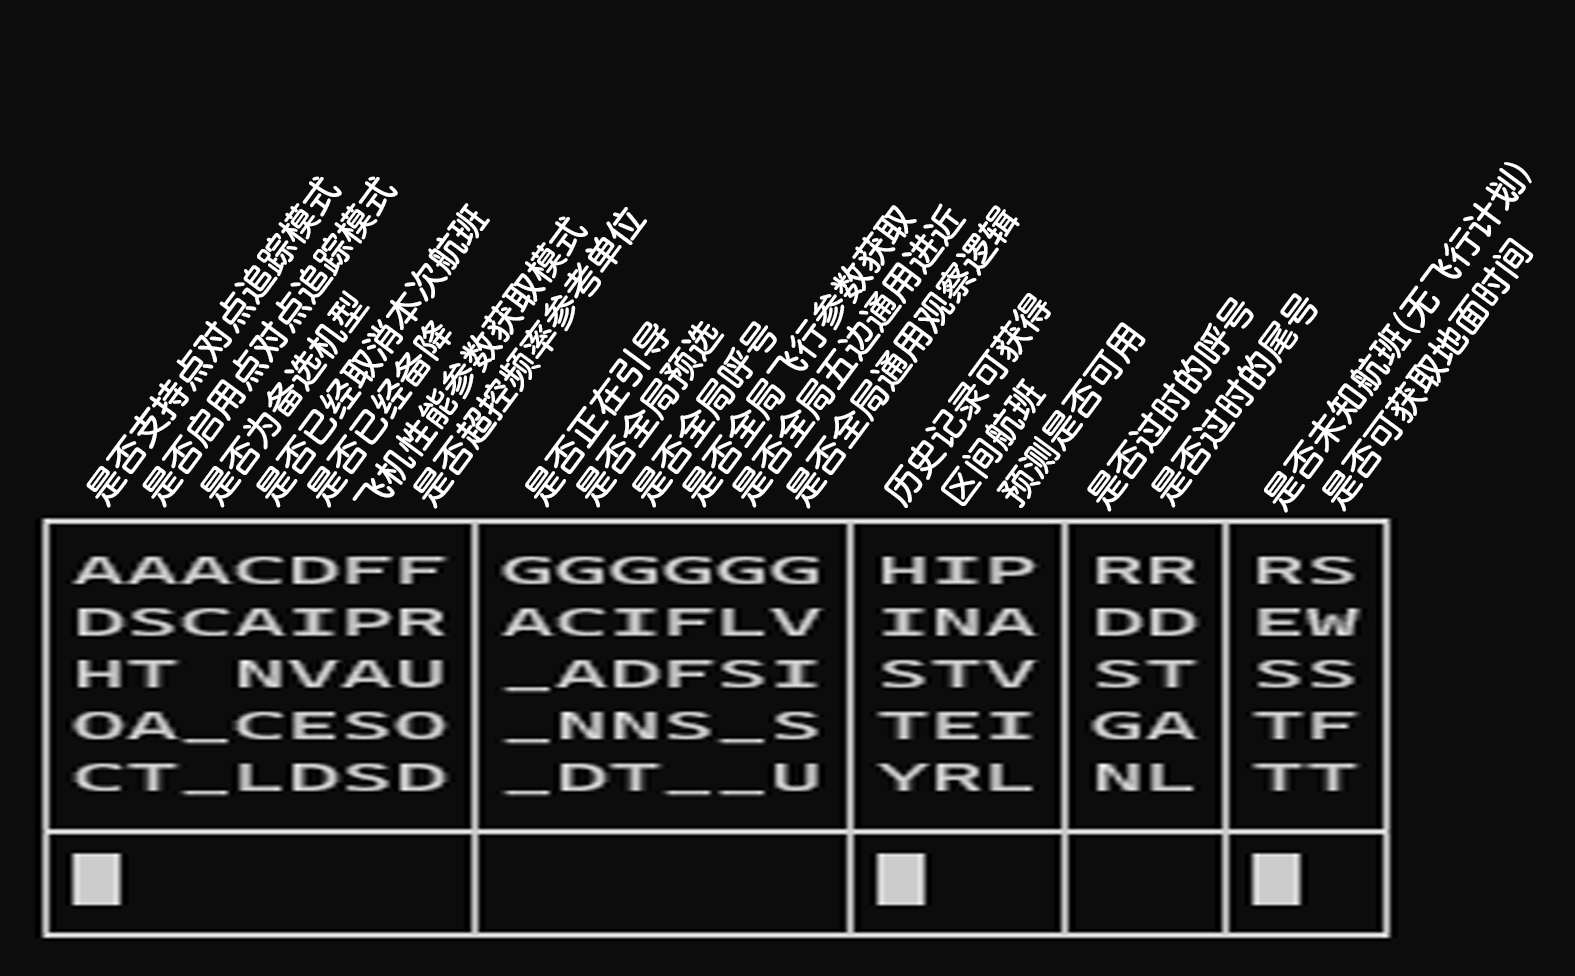 是否支持点对点追踪模式
是否启用点对点追踪模式
是否为备选机型
是否已经取消本次航班
是否已经备降
飞机性能参数获取模式
是否超控频率参考单位
是否正在引导
是否全局预选
是否全局呼号
是否全局飞行参数获取
是否全局五边通用进近
是否全局通用观察逻辑
历史记录可获得
区间航班
预测是否可用
是否过时的呼号
是否过时的尾号
是否未知航班(无飞行计划)
是否可获取地面时间
AAACDFF GGGGGG HIP RR RS
DSCAIPR ACIFLV INA DD EW
HT NVAU _ADFSI STV ST SS
OA_CESO _NNS_S TEI GA TF
CT_LDSD _DT__U YRL NL TT